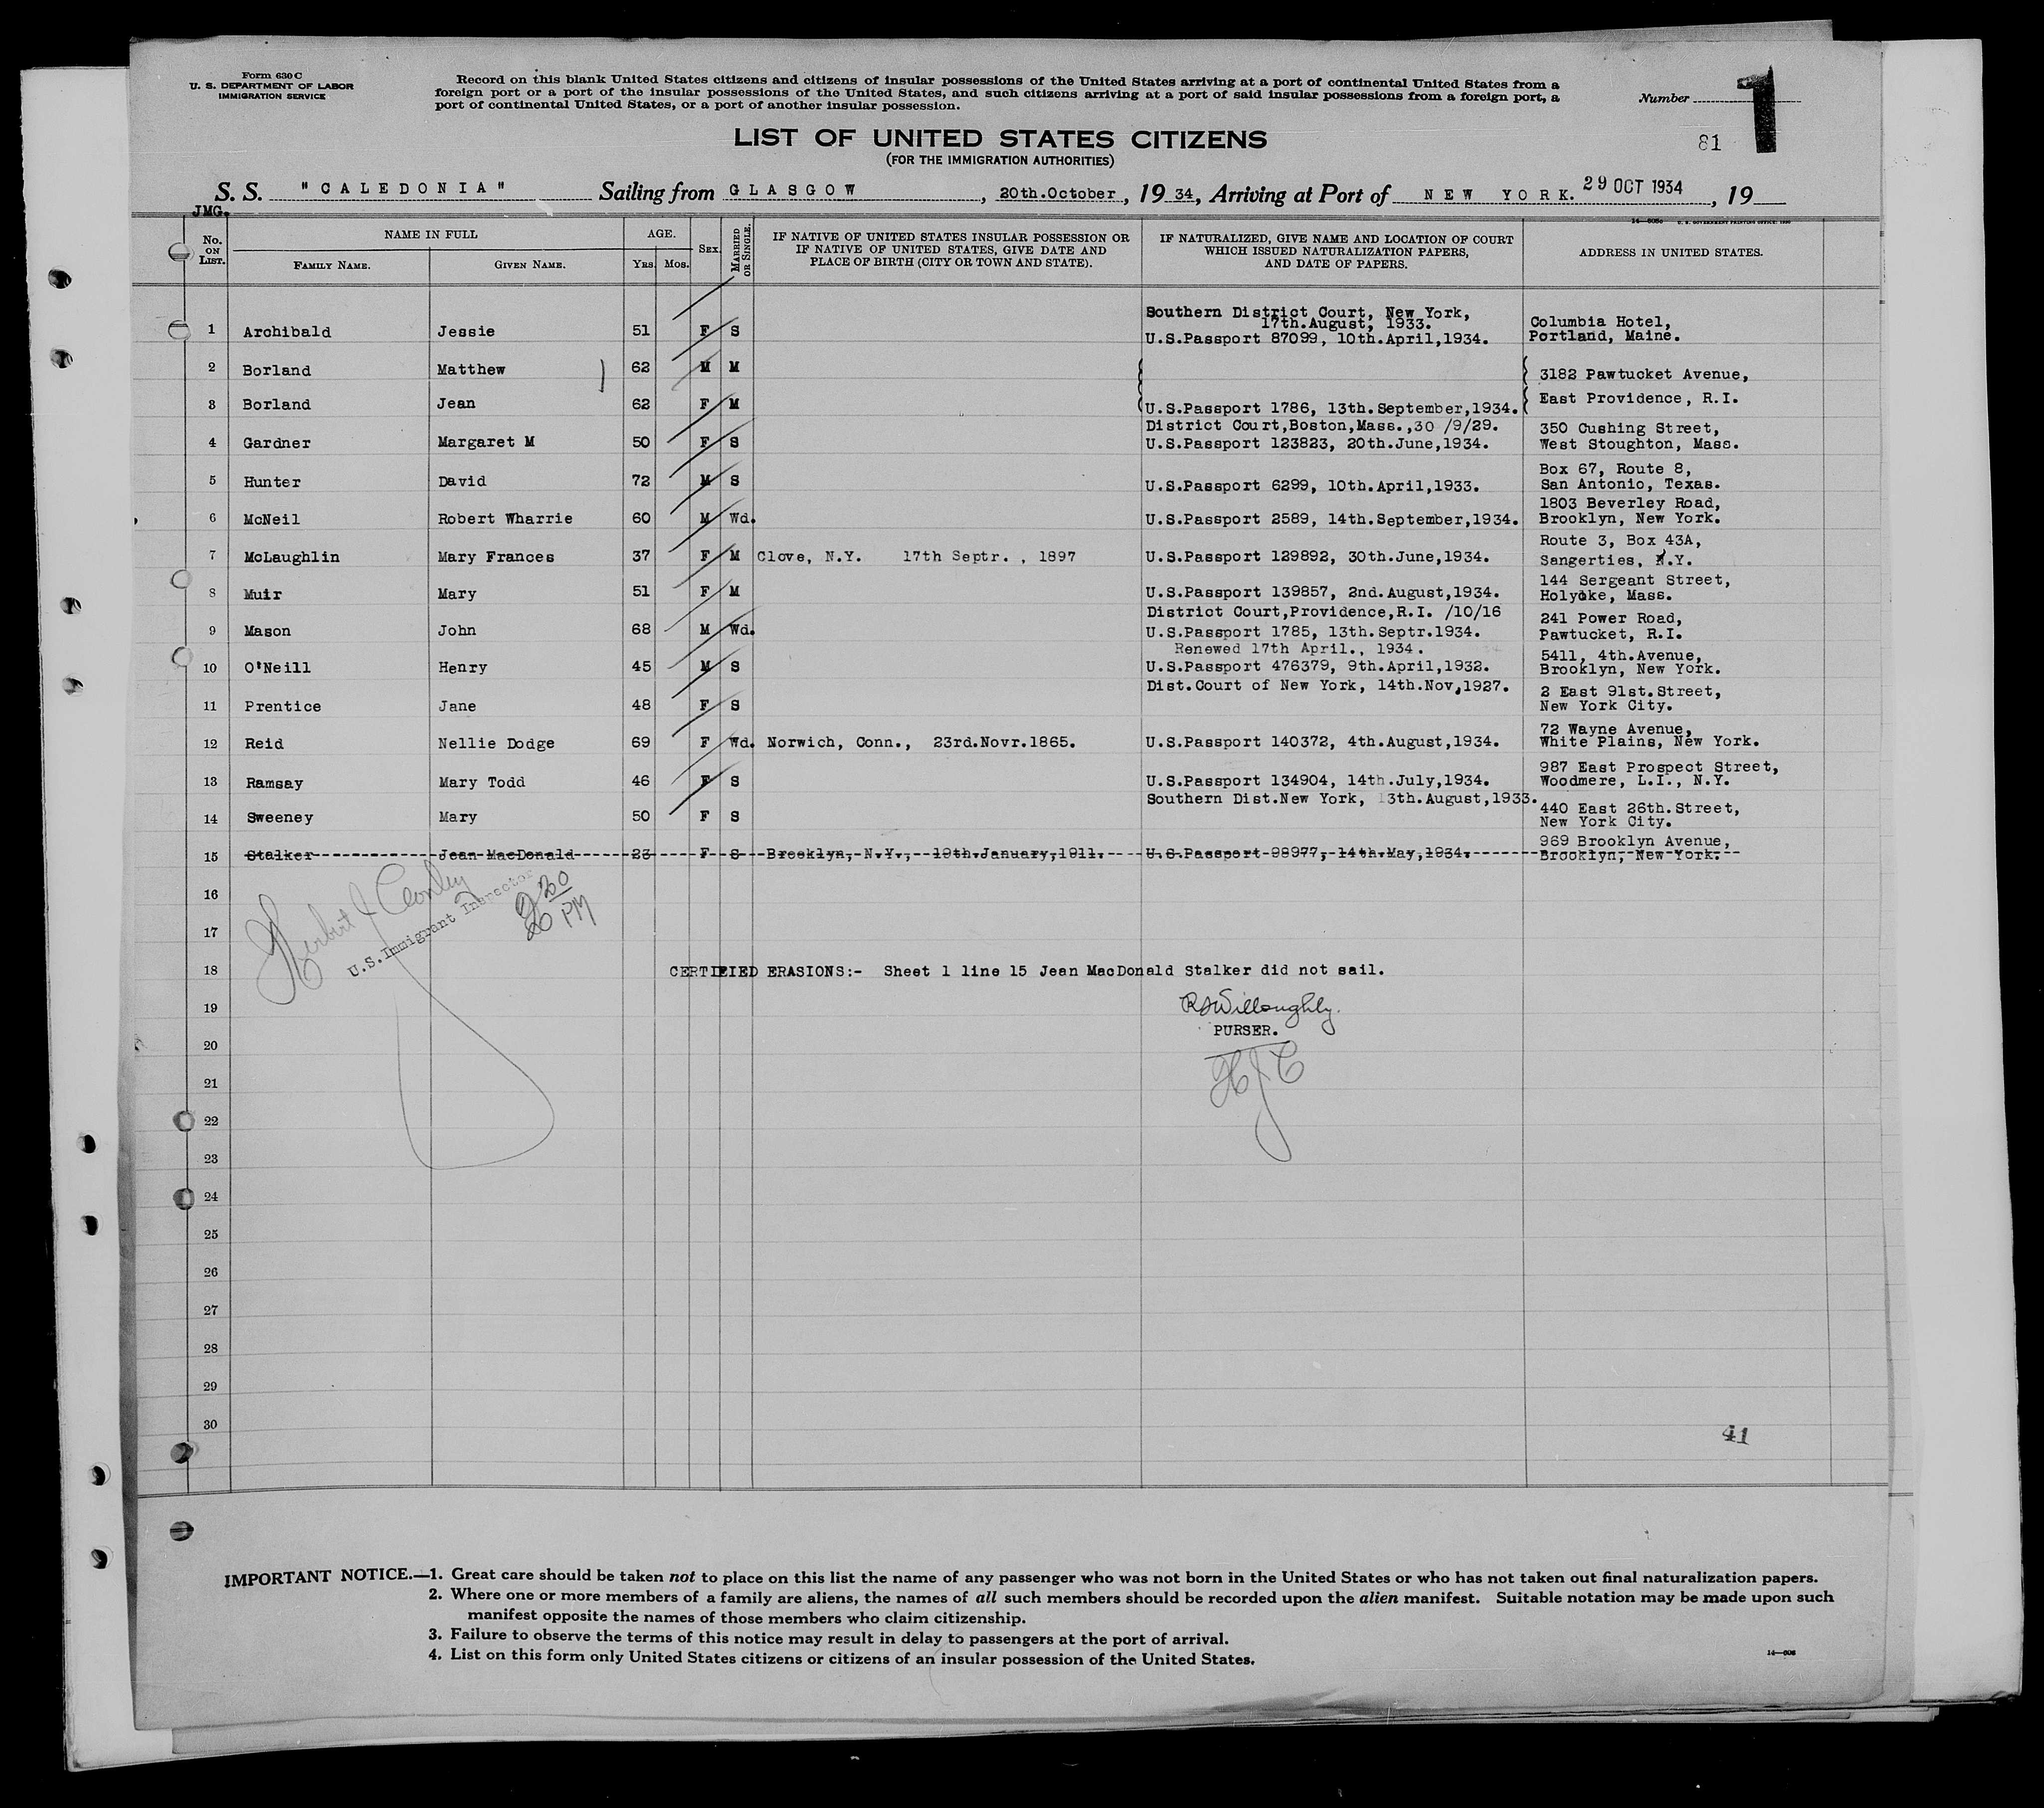 Form 630 C
U. S. DEPARTMENT OF LABOR
IMMIGRATION SERVICE
Record on this blank United States citizens and citizens of insular possessions of the United States arriving at a port of continental United States from a
foreign port or a port of the insular possessions of the United States, and such citizens arriving at a port of said insular possessions from a foreign port, a
port of continental United States, or a port of another insular possession.
Number 1
81
LIST OF UNITED STATES CITIZENS
(FOR THE IMMIGRATION AUTHORITIES)
S. S. "CALEDONIA" Sailing from GLASGOW, 20th.October, 19 34, Arriving at Port of NEW YORK. 29 OCT 1934, 19
JMG.
No. ON LIST. NAME IN FULL AGE. SEX. MARRIED OR SINGLE. IF NATIVE OF UNITED STATES INSULAR POSSESSION OR IF NATIVE OF UNITED STATES, GIVE DATE AND PLACE OF BIRTH (CITY OR TOWN AND STATE). IF NATURALIZED, GIVE NAME AND LOCATION OF COURT WHICH ISSUED NATURALIZATION PAPERS, AND DATE OF PAPERS. ADDRESS IN UNITED STATES.
FAMILY NAME. GIVEN NAME. YRS. MOS.
Southern District Court, New York,
17th.August, 1933.
1 Archibald Jessie 51 F S U.S.Passport 87099, 10th.April,1934. Columbia Hotel, Portland, Maine.
2 Borland Matthew 62 M M 3182 Pawtucket Avenue,
3 Borland Jean 62 F M U.S.Passport 1786, 13th.September,1934. East Providence, R.I.
District Court,Boston,Mass.,30 /9/29.
4 Gardner Margaret M 50 F S U.S.Passport 123823, 20th.June,1934. 350 Cushing Street, West Stoughton, Mass.
5 Hunter David 72 M S U.S.Passport 6299, 10th.April,1933. Box 67, Route 8, San Antonio, Texas.
6 McNeil Robert Wharrie 60 M Wd. U.S.Passport 2589, 14th.September,1934. 1803 Beverley Road, Brooklyn, New York.
7 McLaughlin Mary Frances 37 F M Clove, N.Y. 17th Septr. , 1897 U.S.Passport 129892, 30th.June,1934. Route 3, Box 43A, Sangerties, N.Y.
8 Muir Mary 51 F M U.S.Passport 139857, 2nd.August,1934. 144 Sergeant Street, Holyoke, Mass.
District Court,Providence,R.I. /10/16
9 Mason John 68 M Wd. U.S.Passport 1785, 13th.Septr.1934. 241 Power Road, Pawtucket, R.I.
Renewed 17th April., 1934.
10 O'Neill Henry 45 M S U.S.Passport 476379, 9th.April,1932. 5411, 4th.Avenue, Brooklyn, New York.
Dist.Court of New York, 14th.Nov,1927.
11 Prentice Jane 48 F S 2 East 91st.Street, New York City.
12 Reid Nellie Dodge 69 F Wd. Norwich, Conn., 23rd.Novr.1865. U.S.Passport 140372, 4th.August,1934. 72 Wayne Avenue, White Plains, New York.
13 Ramsay Mary Todd 46 F S U.S.Passport 134904, 14th.July,1934. 987 East Prospect Street, Woodmere, L.I., N.Y.
Southern Dist.New York, 13th.August,1933.
14 Sweeney Mary 50 F S 440 East 26th.Street, New York City.
15 Stalker Jean MacDonald 23 F S Brooklyn, N.Y., 19th.January,1911. U.S.Passport 98977, 14th.May,1934. 969 Brooklyn Avenue, Brooklyn, New York.
16
Herbert J Conley
U.S.Immigrant Inspector
PM
17
18 CERTIFIED ERASIONS:- Sheet 1 line 15 Jean MacDonald Stalker did not sail.
19 Willoughby.
PURSER.
20
HJC
21
22
23
24
25
26
27
28
29
30
41
IMPORTANT NOTICE.—1. Great care should be taken not to place on this list the name of any passenger who was not born in the United States or who has not taken out final naturalization papers.
2. Where one or more members of a family are aliens, the names of all such members should be recorded upon the alien manifest. Suitable notation may be made upon such
manifest opposite the names of those members who claim citizenship.
3. Failure to observe the terms of this notice may result in delay to passengers at the port of arrival.
4. List on this form only United States citizens or citizens of an insular possession of the United States.